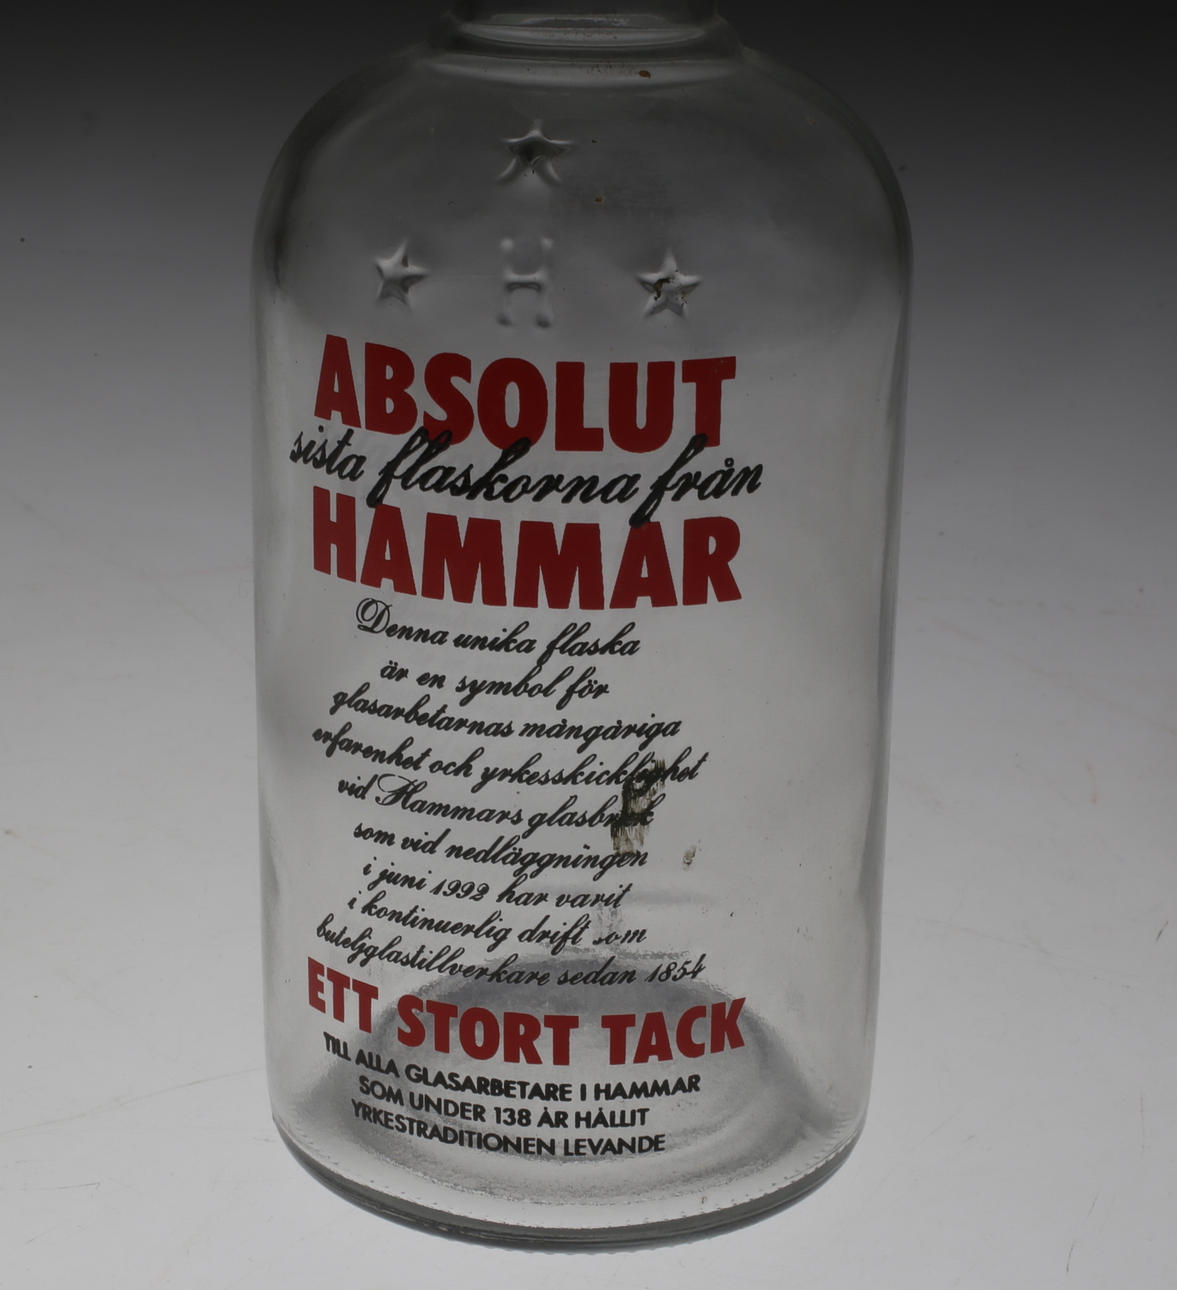 H
ABSOLUT
sista flaskorna från
HAMMAR
Denna unika flaska
är en symbol för
glasarbetarnas mångåriga
erfarenhet och yrkesskicklighet
vid Hammars glasbruk
som vid nedläggningen
i juni 1992 har varit
i kontinuerlig drift som
buteljglastillverkare sedan 1854
ETT STORT TACK
TILL ALLA GLASARBETARE I HAMMAR
SOM UNDER 138 ÅR HÅLLIT
YRKESTRADITIONEN LEVANDE